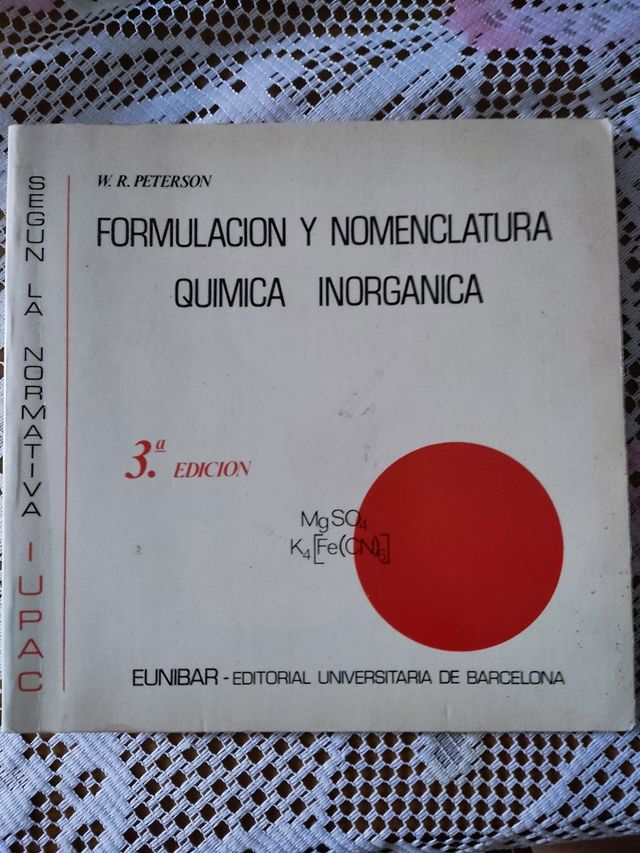 W. R. PETERSON
FORMULACION Y NOMENCLATURA
QUIMICA INORGANICA
SEGUN LA NORMATIVA IUPAC
3.ª EDICION
MgSO₄
K₄[Fe(CN)₆]
EUNIBAR - EDITORIAL UNIVERSITARIA DE BARCELONA